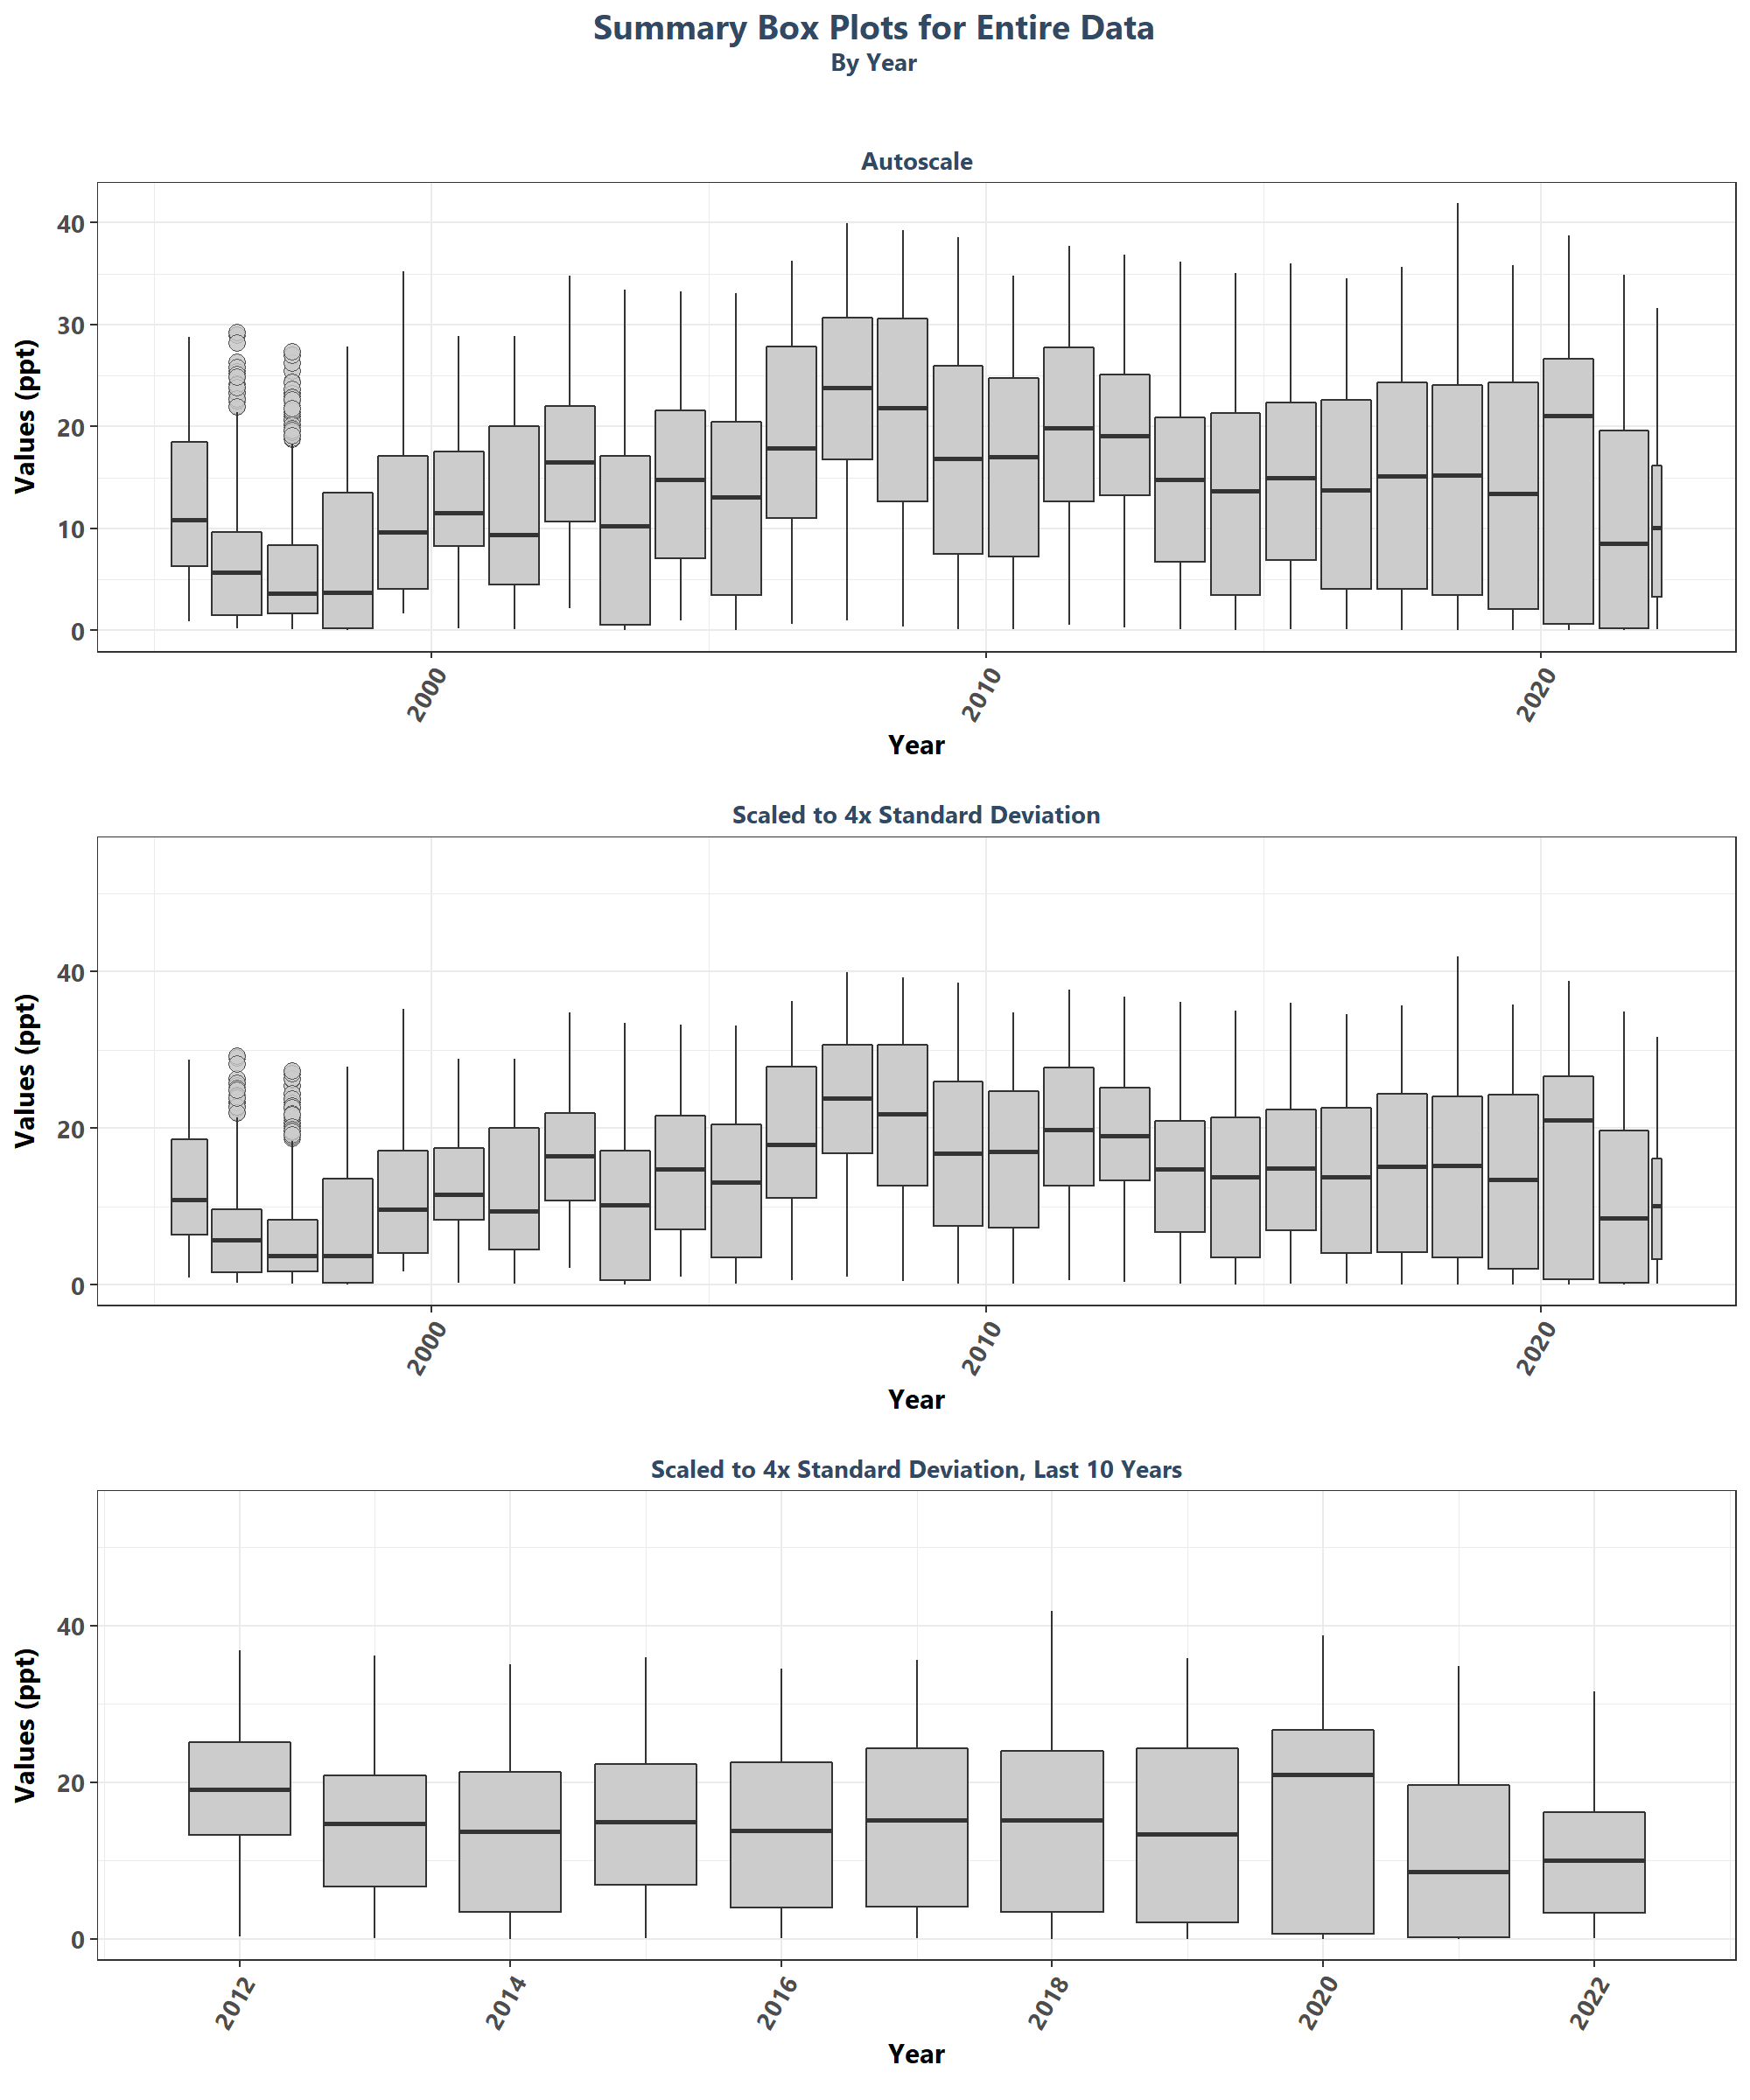 Summary Box Plots for Entire Data
By Year
Autoscale
Values (ppt)
40
30
20
10
0
2000
2010
2020
Year
Scaled to 4x Standard Deviation
Values (ppt)
40
20
0
2000
2010
2020
Year
Scaled to 4x Standard Deviation, Last 10 Years
Values (ppt)
40
20
0
2012
2014
2016
2018
2020
2022
Year